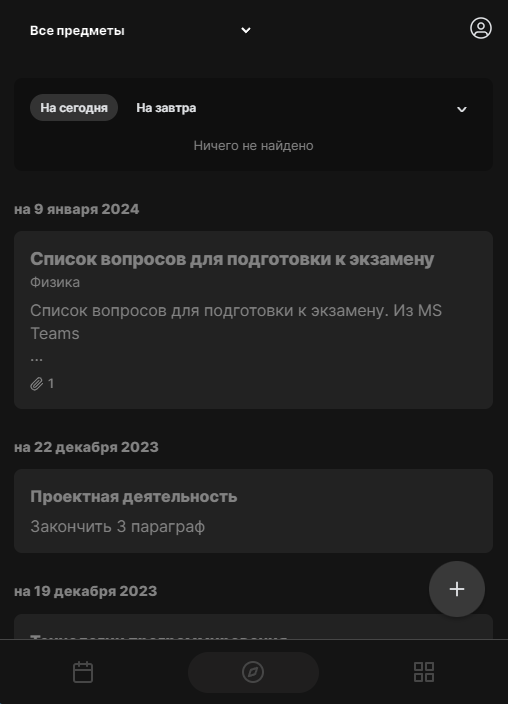 Все предметы
На сегодня
На завтра
Ничего не найдено
на 9 января 2024
Список вопросов для подготовки к экзамену
Физика
Список вопросов для подготовки к экзамену. Из MS
Teams
...
1
на 22 декабря 2023
Проектная деятельность
Закончить 3 параграф
на 19 декабря 2023
Технологии программирования